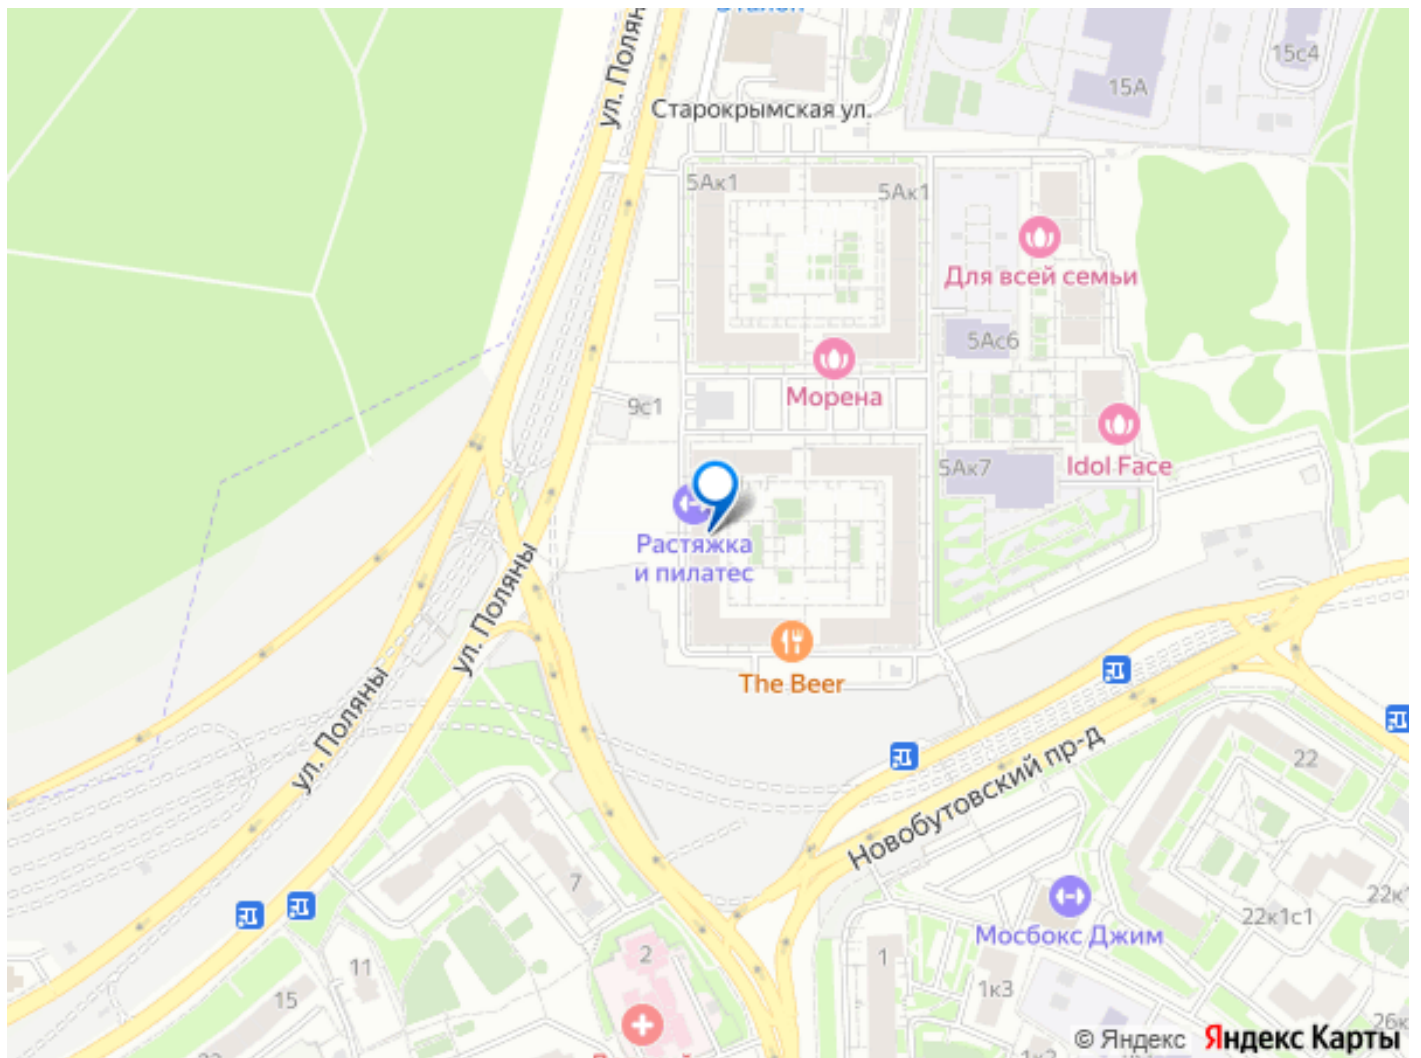 Эталон
ул. Поляны
15с4
15А
Старокрымская ул.
5Ак1
5Ак1
Для всей семьи
5Ас6
Морена
9с1
Idol Face
5Ак7
Растяжка
и пилатес
ул. Поляны
The Beer
ул. Поляны
Новобутовский пр-д
22
7
22к1
22к1с1
Мосбокс Джим
2
1
11
15
1к3
26к
© Яндекс
Яндекс Карты